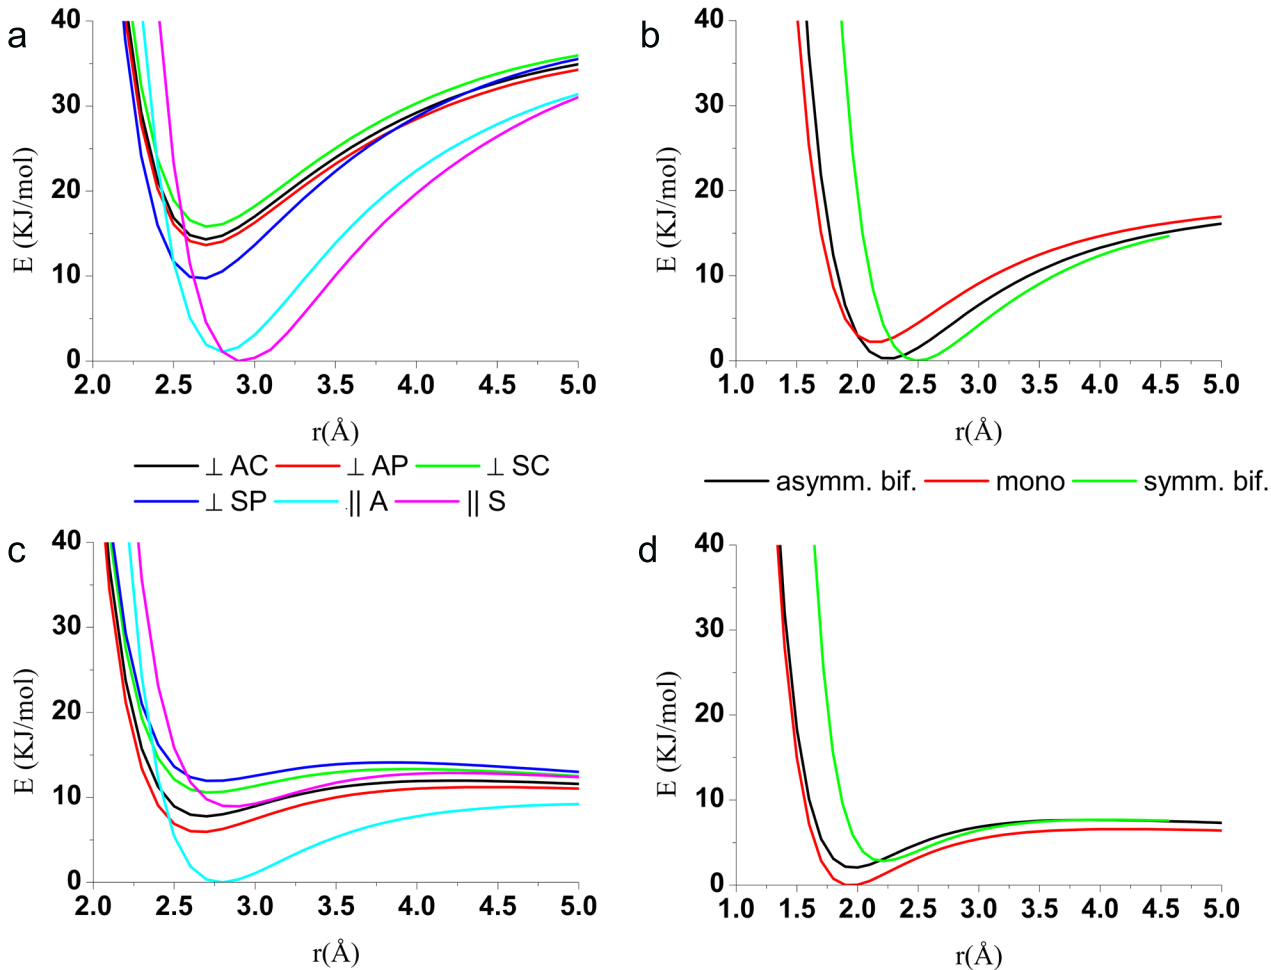 a
40
30
20
10
0
E (KJ/mol)
2.0 2.5 3.0 3.5 4.0 4.5 5.0
r(Å)
b
40
30
20
10
0
E (KJ/mol)
1.0 1.5 2.0 2.5 3.0 3.5 4.0 4.5 5.0
r(Å)
⊥ AC ⊥ AP ⊥ SC
⊥ SP || A || S
asymm. bif. mono symm. bif.
c
40
30
20
10
0
E (KJ/mol)
2.0 2.5 3.0 3.5 4.0 4.5 5.0
r(Å)
d
40
30
20
10
0
E (KJ/mol)
1.0 1.5 2.0 2.5 3.0 3.5 4.0 4.5 5.0
r(Å)